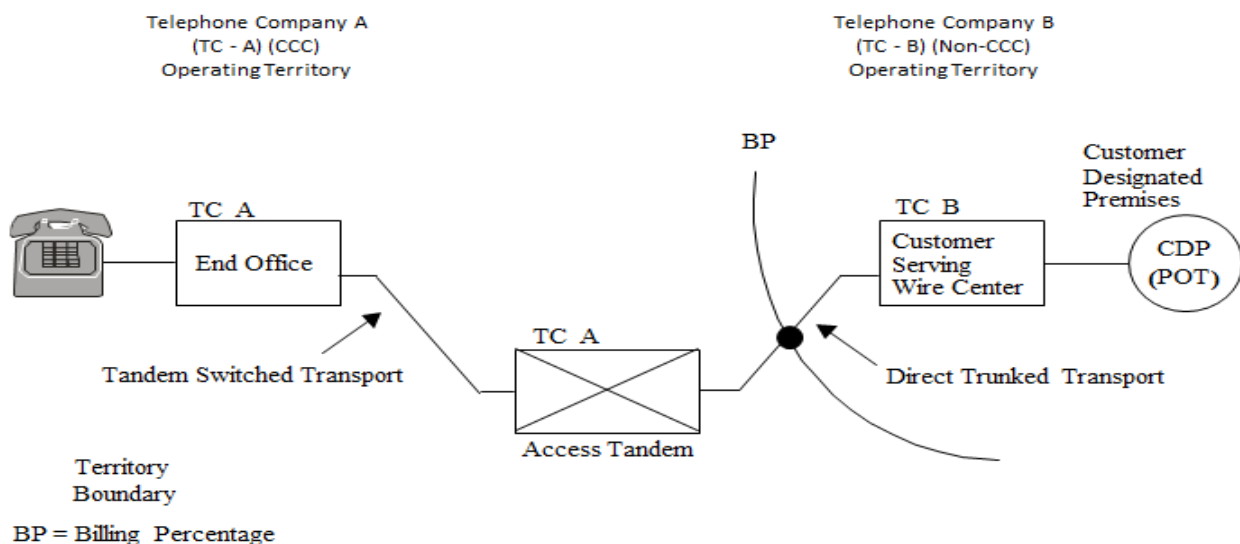 Telephone Company A
(TC - A) (CCC)
Operating Territory
Telephone Company B
(TC - B) (Non-CCC)
Operating Territory
BP
Customer
Designated
Premises
TC A
End Office
TC B
Customer
Serving
Wire Center
CDP
(POT)
TC A
Tandem Switched Transport
Direct Trunked Transport
Access Tandem
Territory
Boundary
BP = Billing Percentage